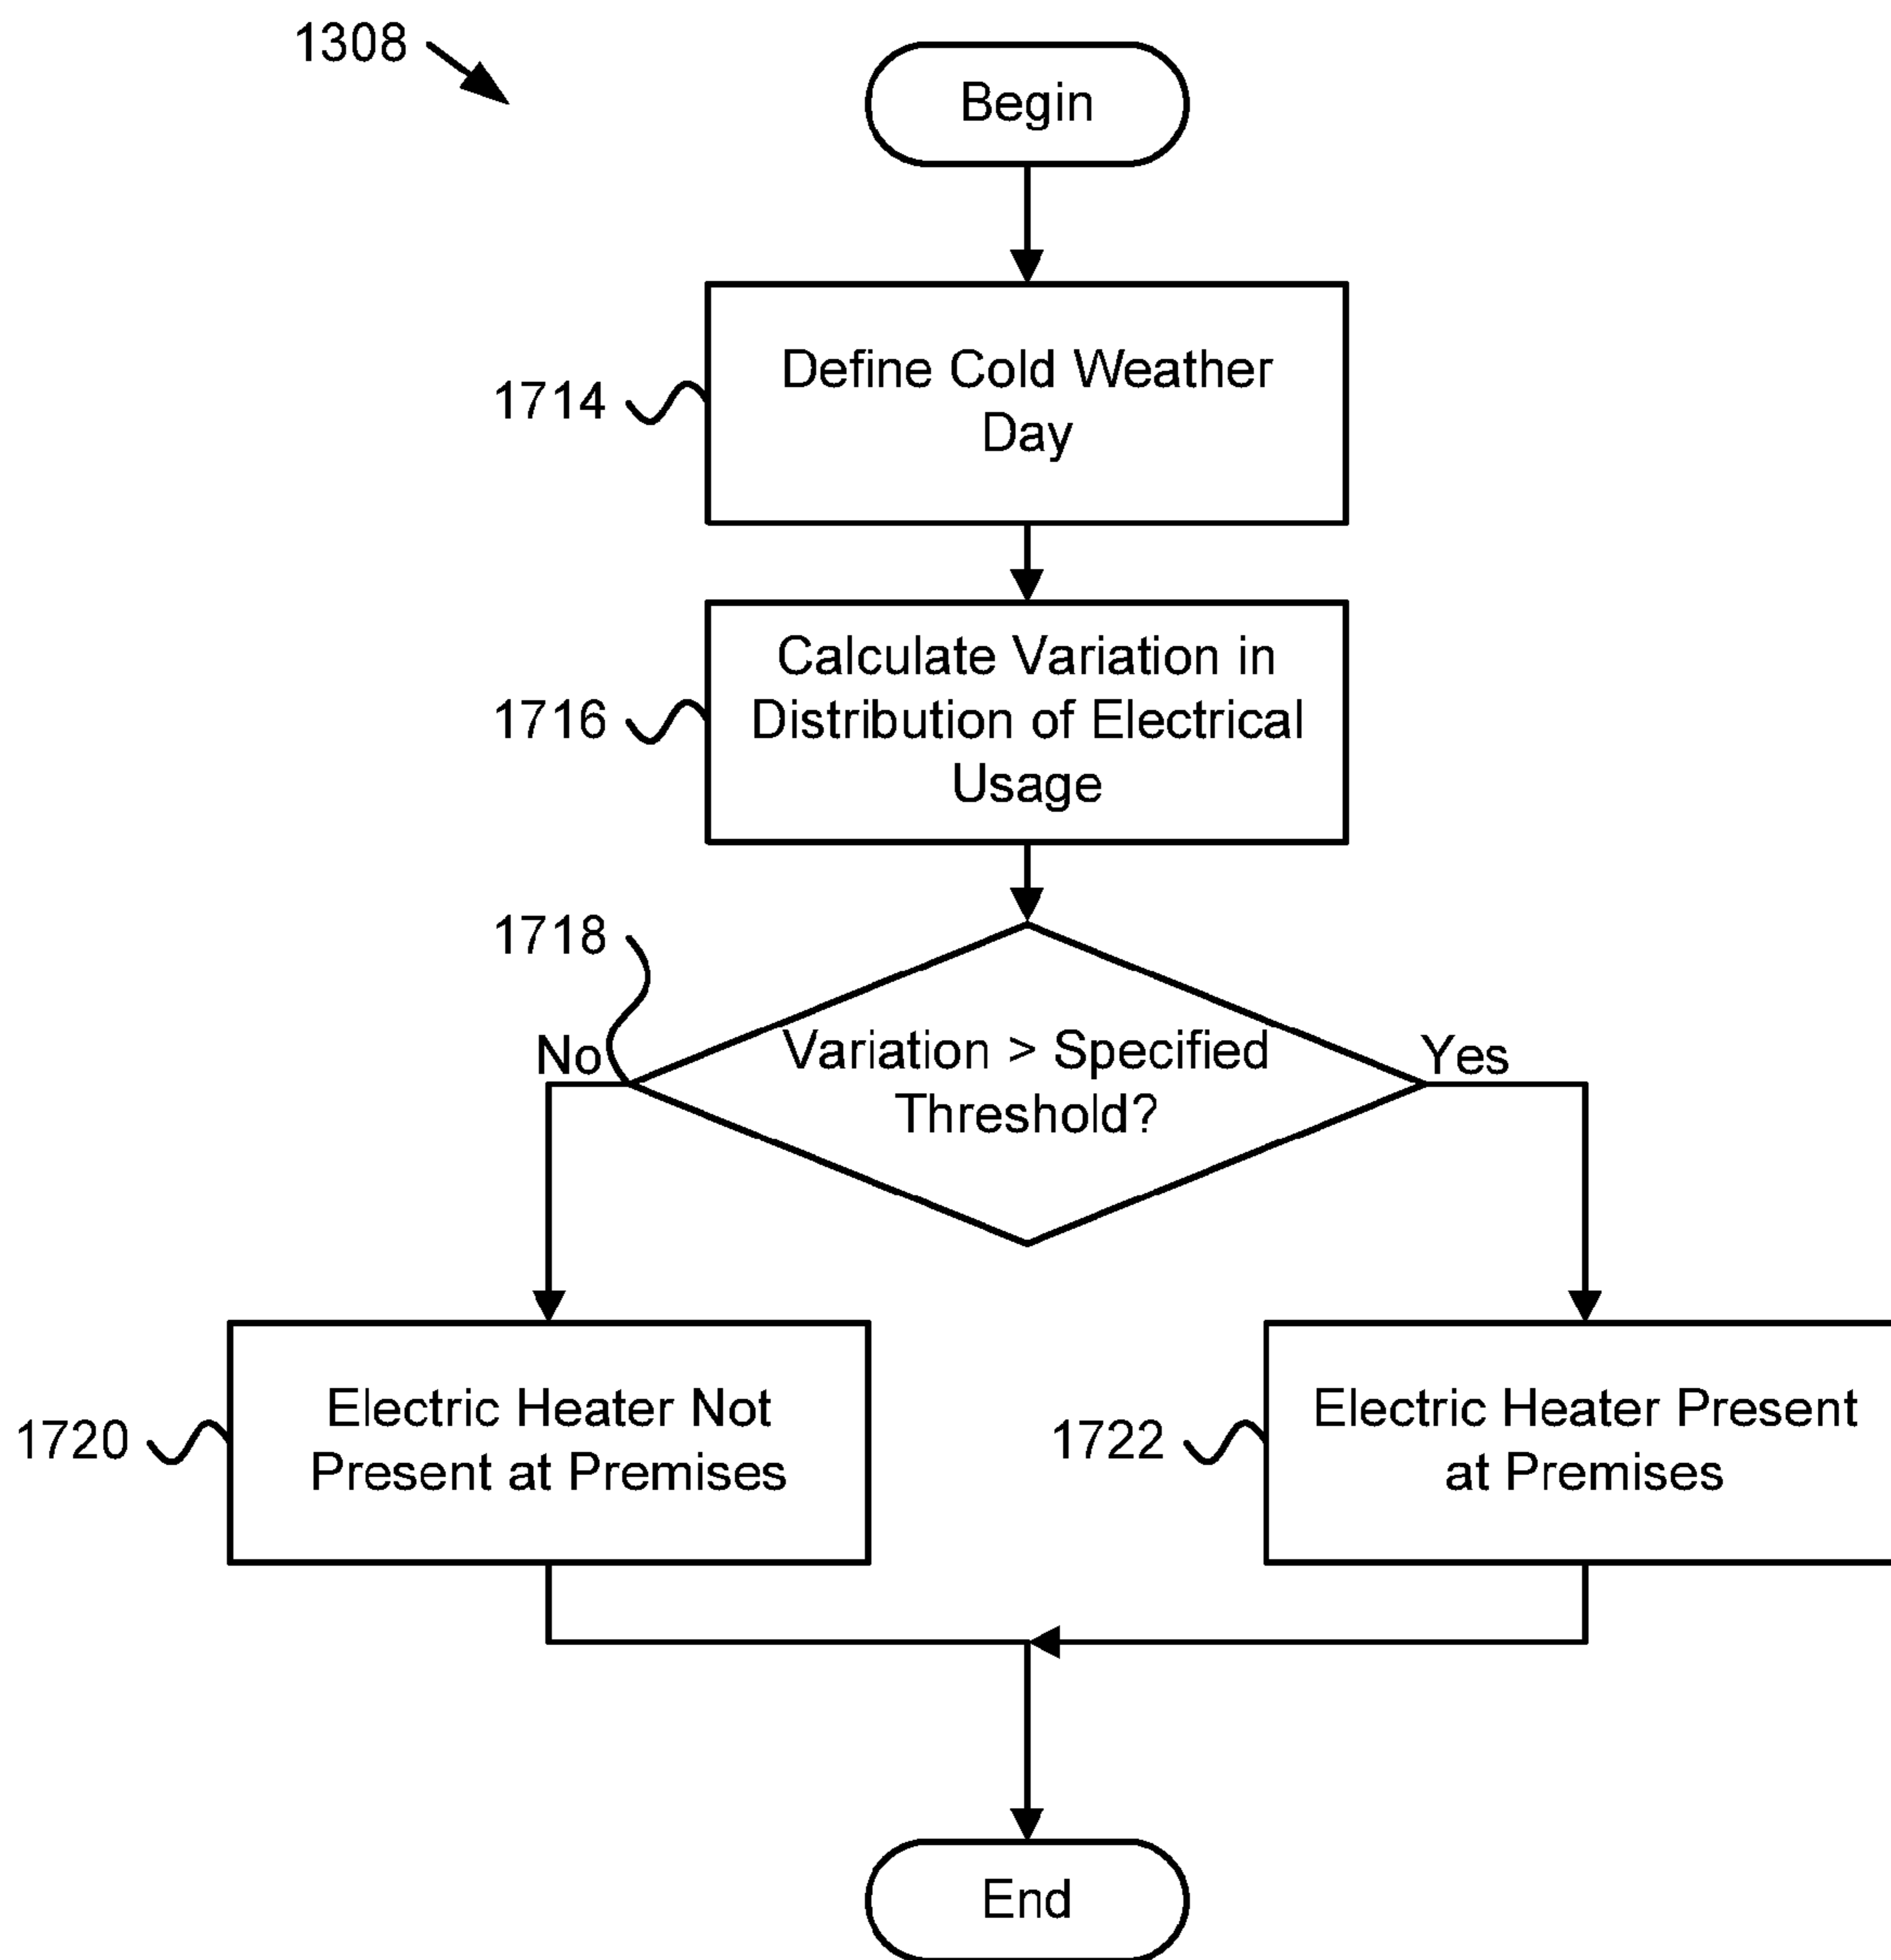 1308
Begin
1714
Define Cold Weather
Day
1716
Calculate Variation in
Distribution of Electrical
Usage
1718
No
Variation > Specified
Threshold?
Yes
1720
Electric Heater Not
Present at Premises
1722
Electric Heater Present
at Premises
End